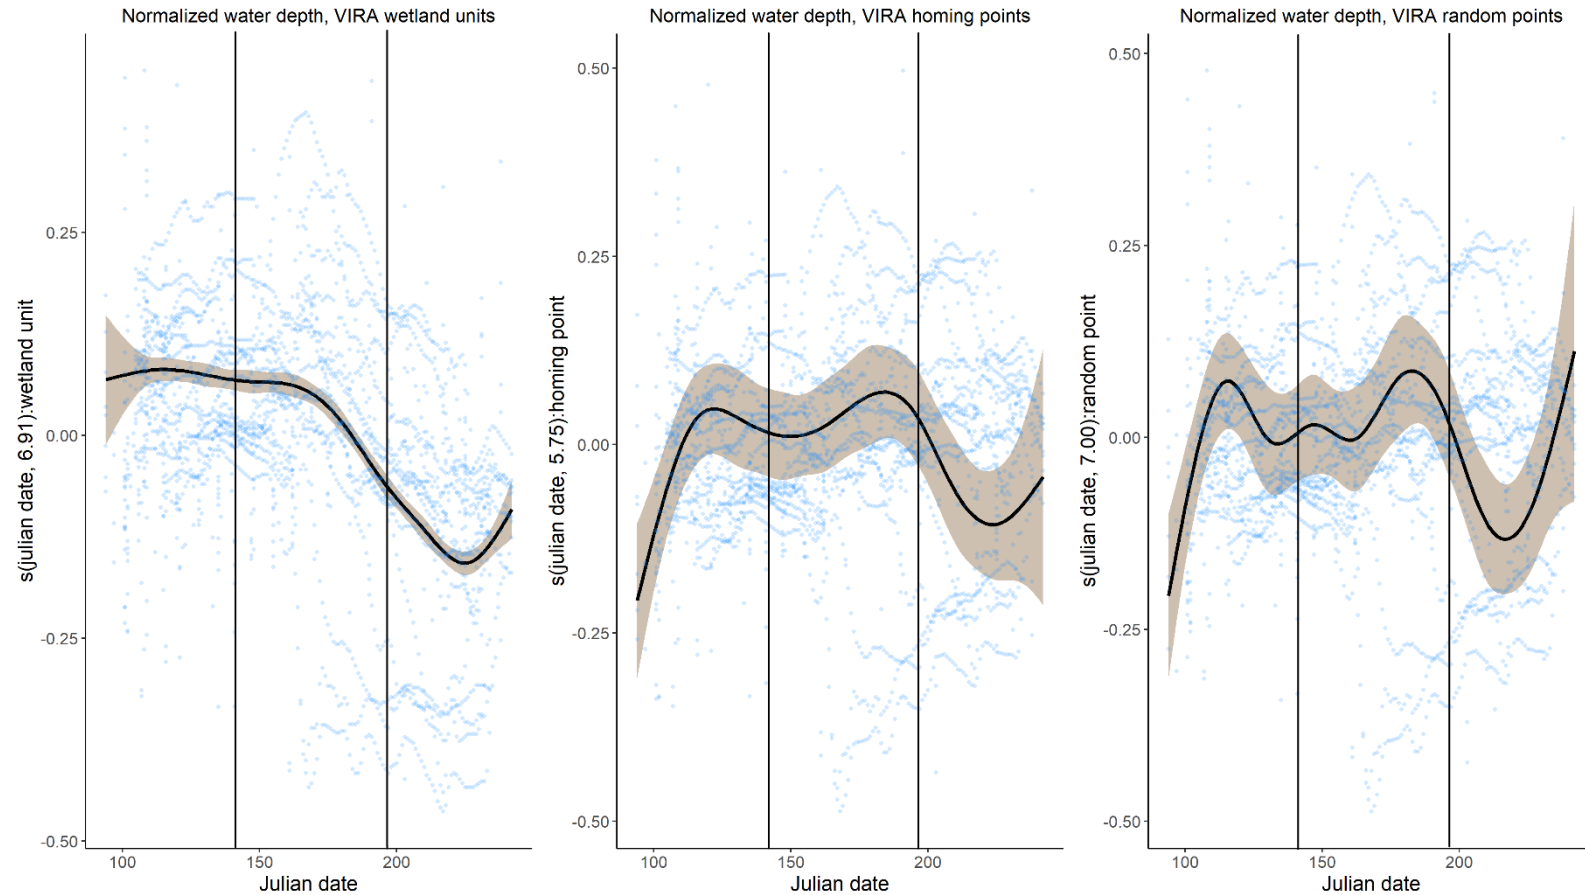 Normalized water depth, VIRA wetland units
s(julian date, 6.91):wetland unit
0.25
0.00
-0.25
-0.50
100
150
200
Julian date
Normalized water depth, VIRA homing points
s(julian date, 5.75):homing point
0.50
0.25
0.00
-0.25
-0.50
100
150
200
Julian date
Normalized water depth, VIRA random points
s(julian date, 7.00):random point
0.50
0.25
0.00
-0.25
-0.50
100
150
200
Julian date